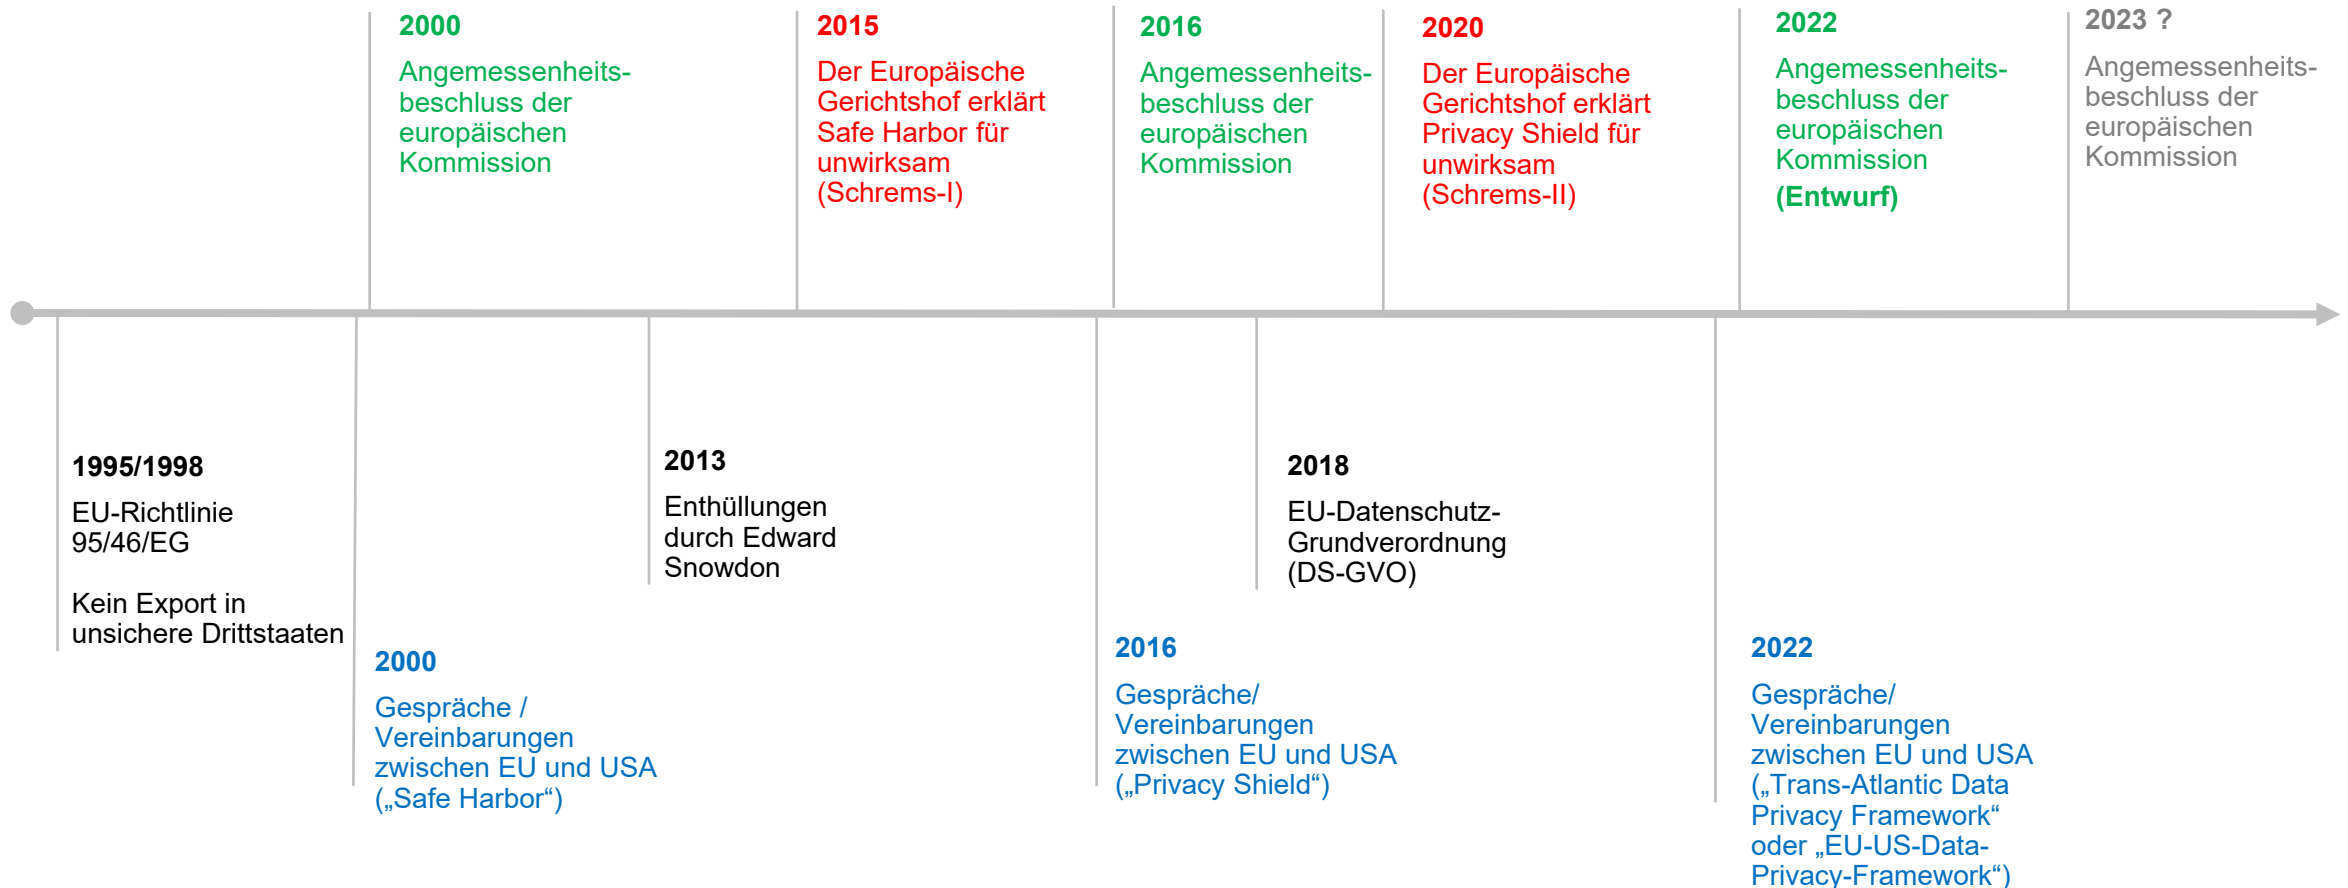 2000
Angemessenheits-
beschluss der
europäischen
Kommission
2015
Der Europäische
Gerichtshof erklärt
Safe Harbor für
unwirksam
(Schrems-I)
2016
Angemessenheits-
beschluss der
europäischen
Kommission
2020
Der Europäische
Gerichtshof erklärt
Privacy Shield für
unwirksam
(Schrems-II)
2022
Angemessenheits-
beschluss der
europäischen
Kommission
(Entwurf)
2023 ?
Angemessenheits-
beschluss der
europäischen
Kommission
1995/1998
EU-Richtlinie
95/46/EG
Kein Export in
unsichere Drittstaaten
2000
Gespräche /
Vereinbarungen
zwischen EU und USA
(„Safe Harbor“)
2013
Enthüllungen
durch Edward
Snowdon
2016
Gespräche/
Vereinbarungen
zwischen EU und USA
(„Privacy Shield“)
2018
EU-Datenschutz-
Grundverordnung
(DS-GVO)
2022
Gespräche/
Vereinbarungen
zwischen EU und USA
(„Trans-Atlantic Data
Privacy Framework“
oder „EU-US-Data-
Privacy-Framework“)